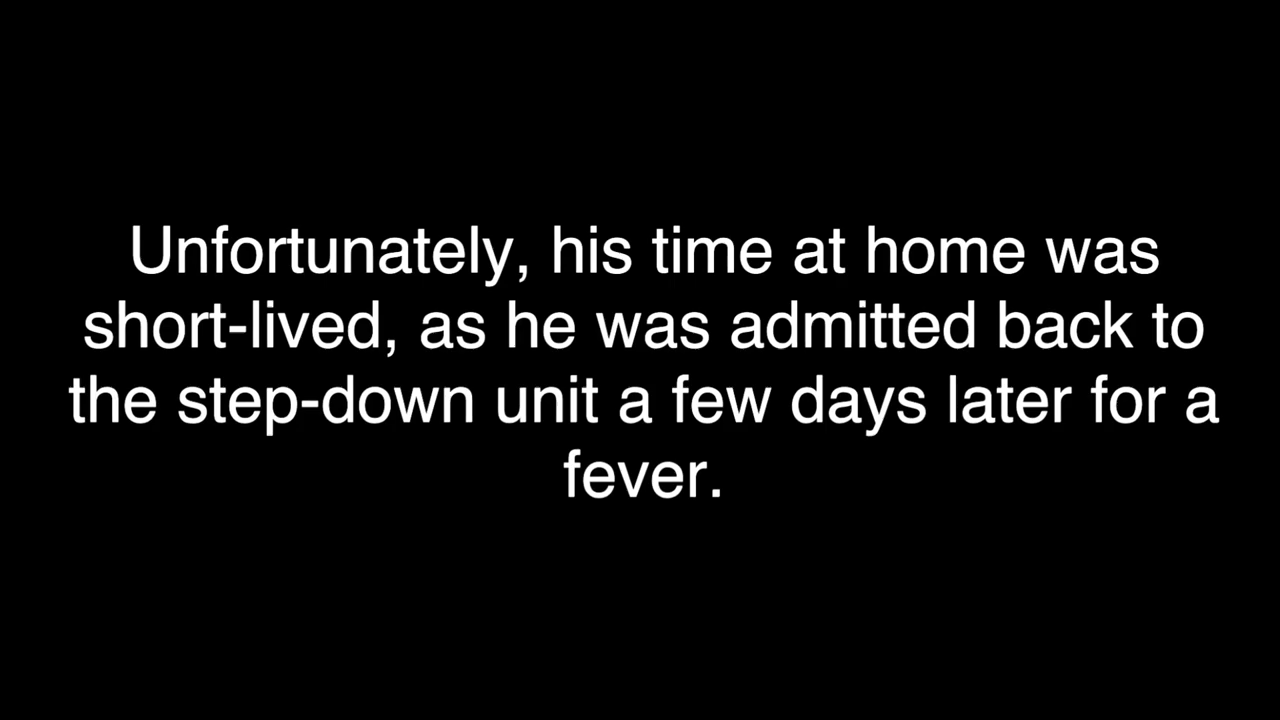 Unfortunately, his time at home was
short-lived, as he was admitted back to
the step-down unit a few days later for a
fever.